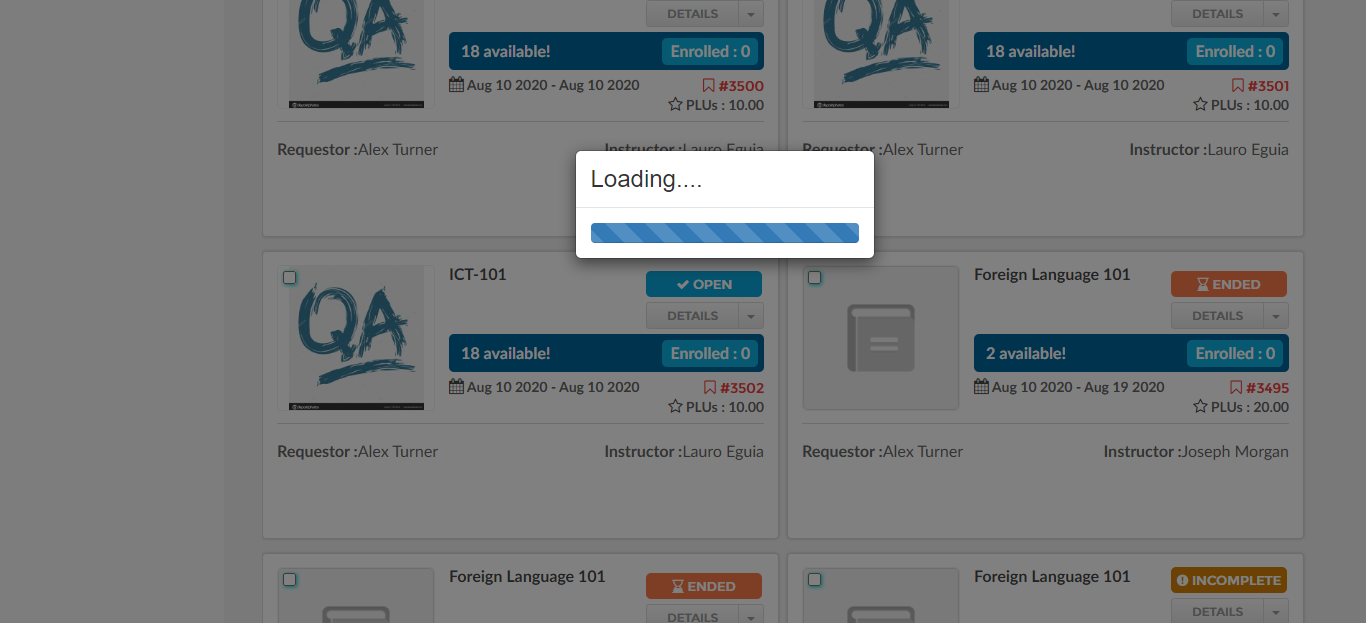 QA
DETAILS
18 available!
Enrolled : 0
Aug 10 2020 - Aug 10 2020
#3500
PLUs : 10.00
Requestor :Alex Turner
Instructor :Lauro Eguia
QA
DETAILS
18 available!
Enrolled : 0
Aug 10 2020 - Aug 10 2020
#3501
PLUs : 10.00
Requestor :Alex Turner
Instructor :Lauro Eguia
Loading....
QA
ICT-101
OPEN
DETAILS
18 available!
Enrolled : 0
Aug 10 2020 - Aug 10 2020
#3502
PLUs : 10.00
Requestor :Alex Turner
Instructor :Lauro Eguia
Foreign Language 101
ENDED
DETAILS
2 available!
Enrolled : 0
Aug 10 2020 - Aug 19 2020
#3495
PLUs : 20.00
Requestor :Alex Turner
Instructor :Joseph Morgan
Foreign Language 101
ENDED
DETAILS
Foreign Language 101
INCOMPLETE
DETAILS